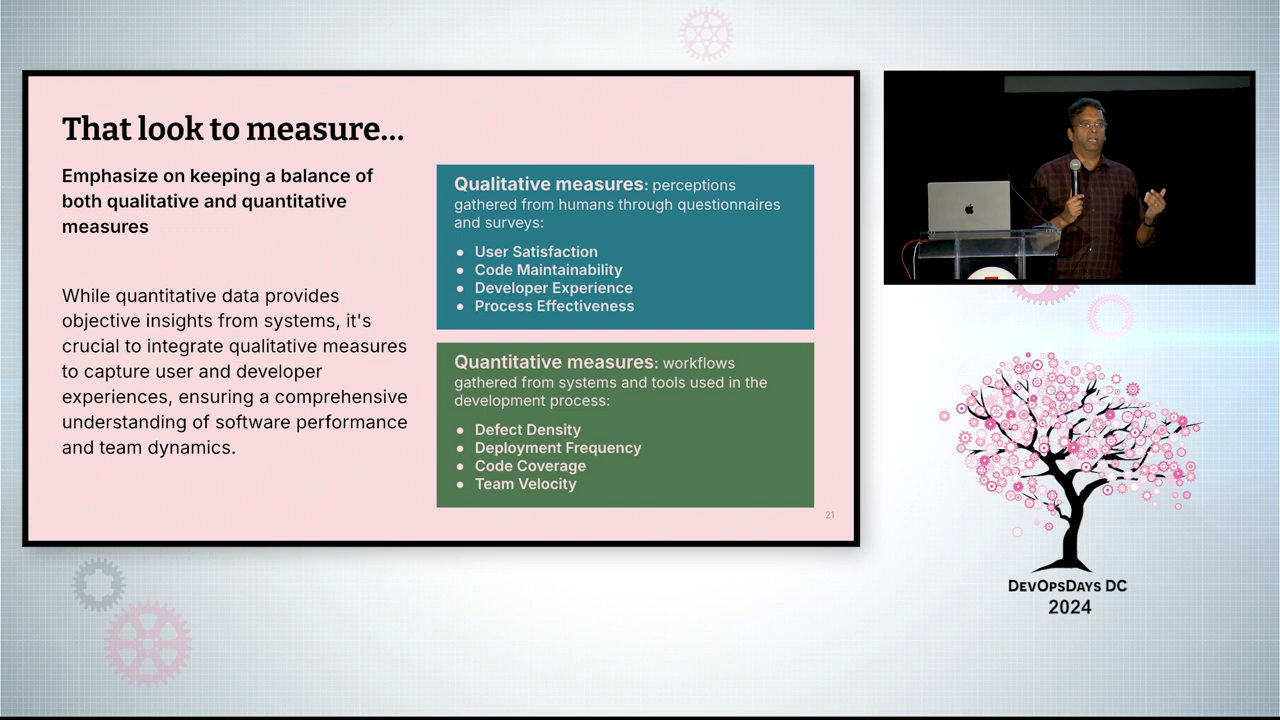 That look to measure...
Emphasize on keeping a balance of
both qualitative and quantitative
measures
While quantitative data provides
objective insights from systems, it's
crucial to integrate qualitative measures
to capture user and developer
experiences, ensuring a comprehensive
understanding of software performance
and team dynamics.
Qualitative measures: perceptions
gathered from humans through questionnaires
and surveys:
● User Satisfaction
● Code Maintainability
● Developer Experience
● Process Effectiveness
Quantitative measures: workflows
gathered from systems and tools used in the
development process:
● Defect Density
● Deployment Frequency
● Code Coverage
● Team Velocity
21
DevOpsDays DC
2024